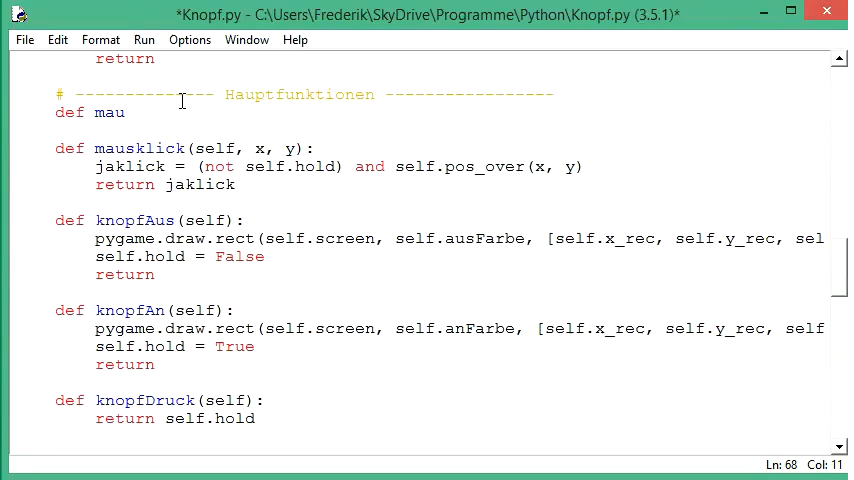 *Knopf.py - C:\Users\Frederik\SkyDrive\Programme\Python\Knopf.py (3.5.1)*
File Edit Format Run Options Window Help
return
# -------------- Hauptfunktionen -----------------
def mau
def mausklick(self, x, y):
jaklick = (not self.hold) and self.pos_over(x, y)
return jaklick
def knopfAus(self):
pygame.draw.rect(self.screen, self.ausFarbe, [self.x_rec, self.y_rec, sel
self.hold = False
return
def knopfAn(self):
pygame.draw.rect(self.screen, self.anFarbe, [self.x_rec, self.y_rec, self
self.hold = True
return
def knopfDruck(self):
return self.hold
Ln: 68 Col: 11